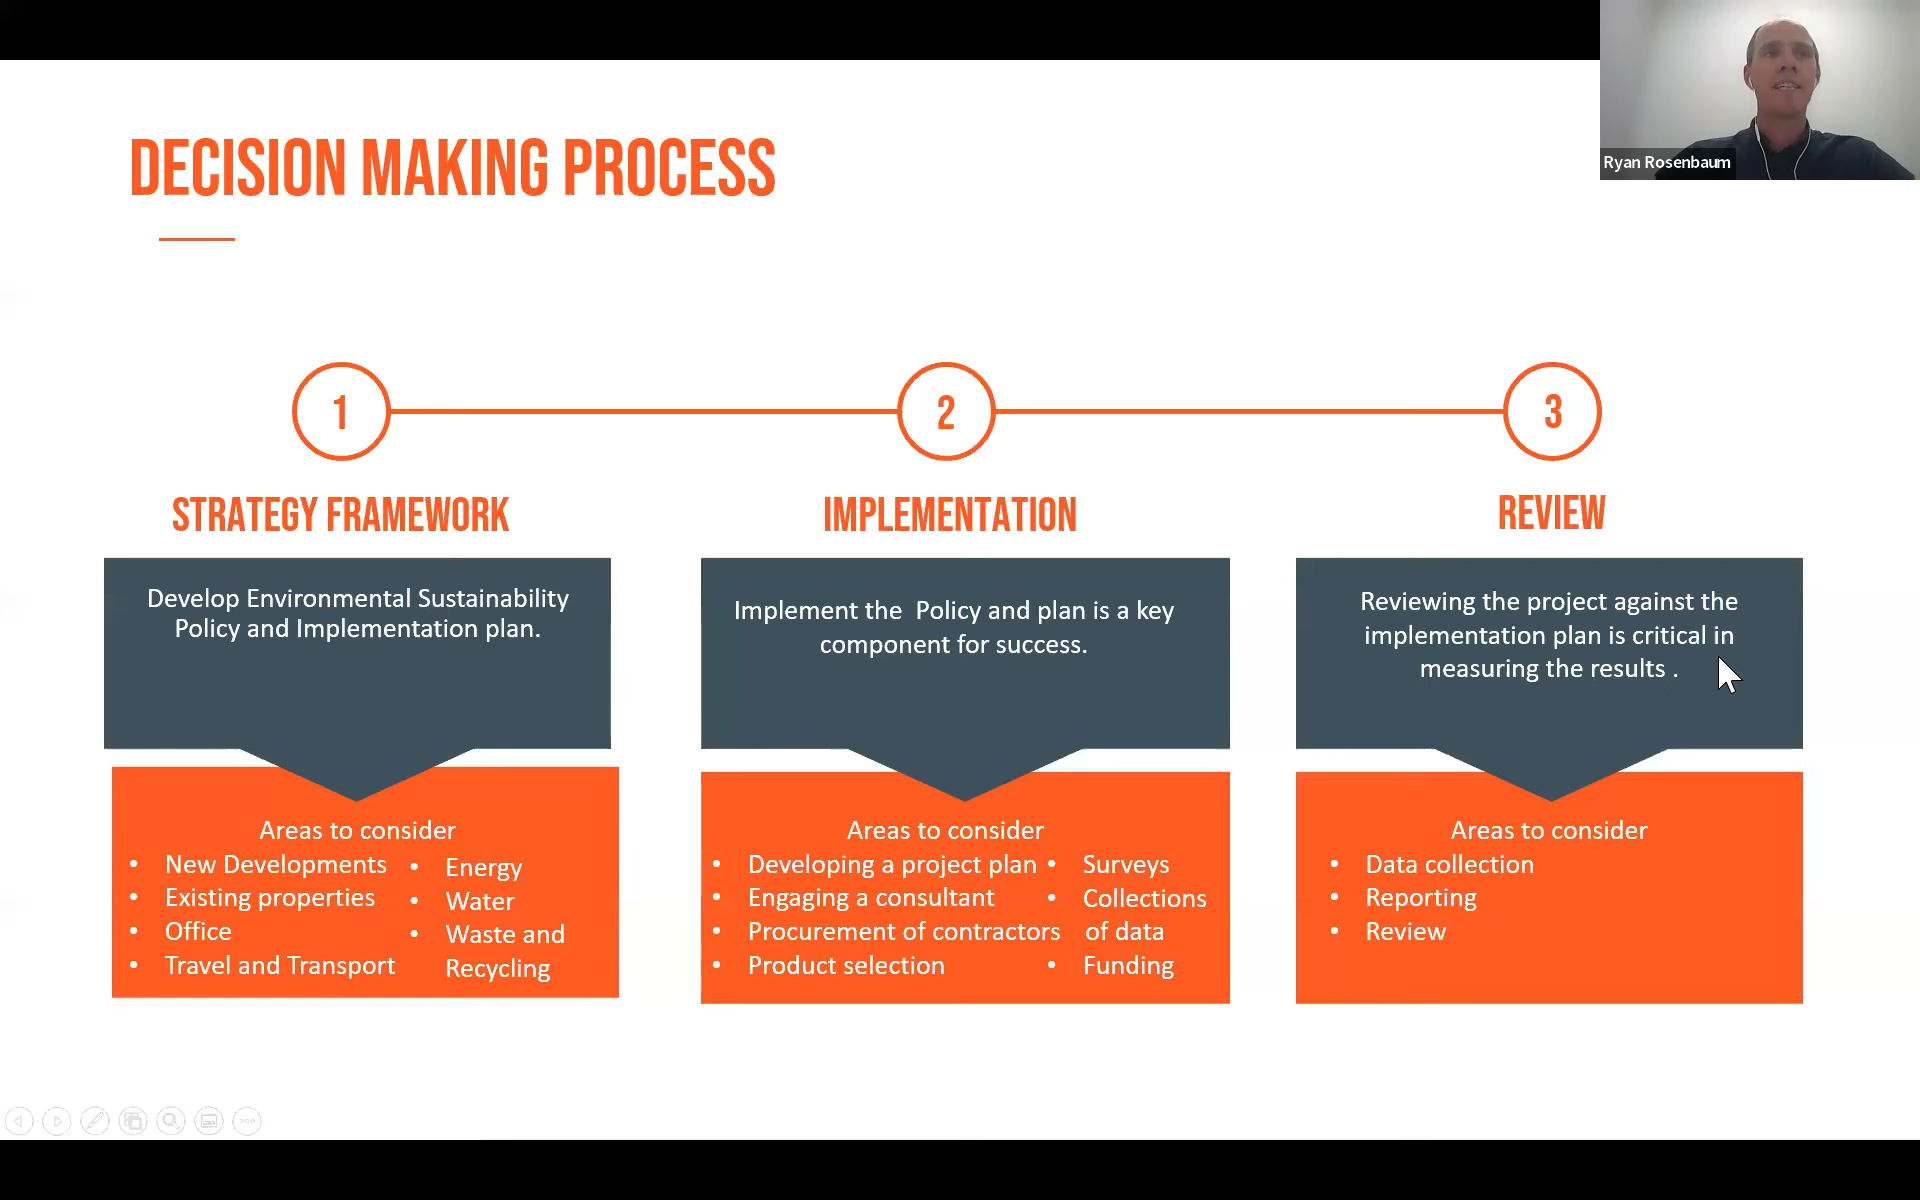 Ryan Rosenbaum
DECISION MAKING PROCESS
1
2
3
STRATEGY FRAMEWORK
Develop Environmental Sustainability
Policy and Implementation plan.
Areas to consider
• New Developments
• Existing properties
• Office
• Travel and Transport
• Energy
• Water
• Waste and
Recycling
IMPLEMENTATION
Implement the  Policy and plan is a key
component for success.
Areas to consider
• Developing a project plan
• Engaging a consultant
• Procurement of contractors
• Product selection
• Surveys
• Collections
of data
• Funding
REVIEW
Reviewing the project against the
implementation plan is critical in
measuring the results .
Areas to consider
• Data collection
• Reporting
• Review